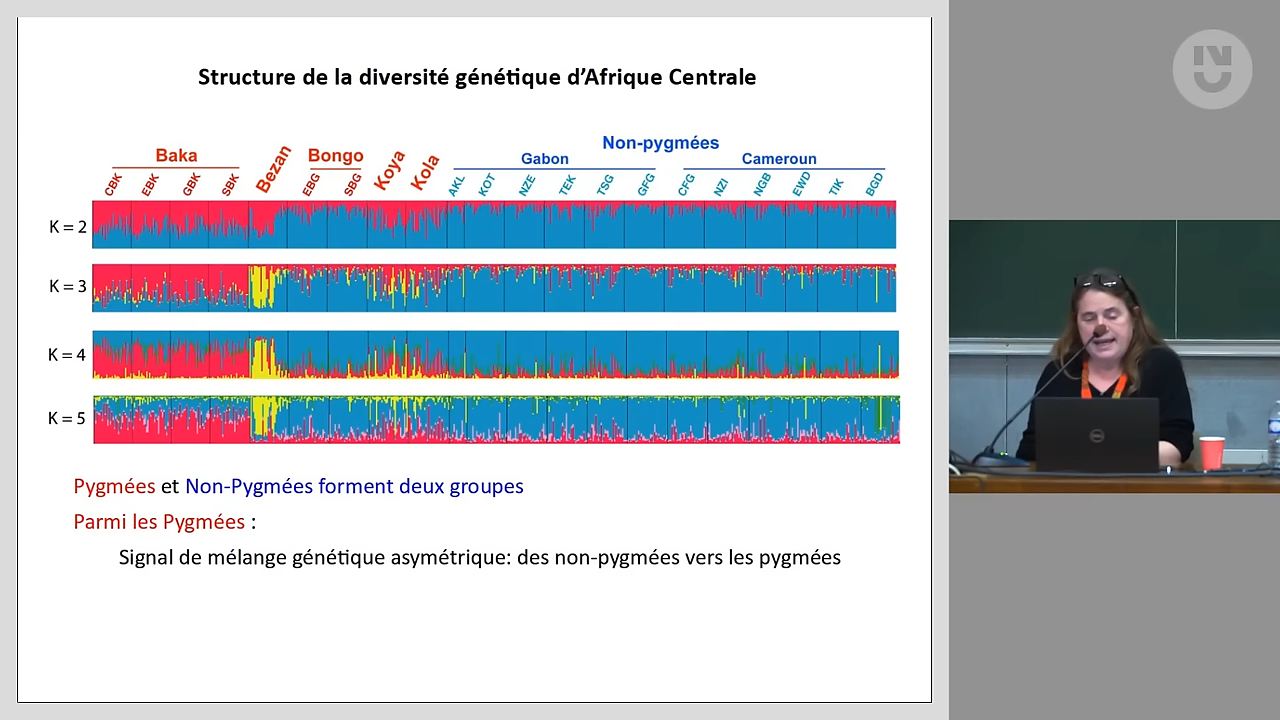 Structure de la diversité génétique d'Afrique Centrale
Non-pygmées
Baka Bezan Bongo Koya Kola Gabon Cameroun
CBK EBK GBK SBK EBG SBG AKL KOT NZE TEK TSG GFG CFG NZI NGB EWD TIK BGD
K = 2
K = 3
K = 4
K = 5
Pygmées et Non-Pygmées forment deux groupes
Parmi les Pygmées :
Signal de mélange génétique asymétrique: des non-pygmées vers les pygmées
DELL